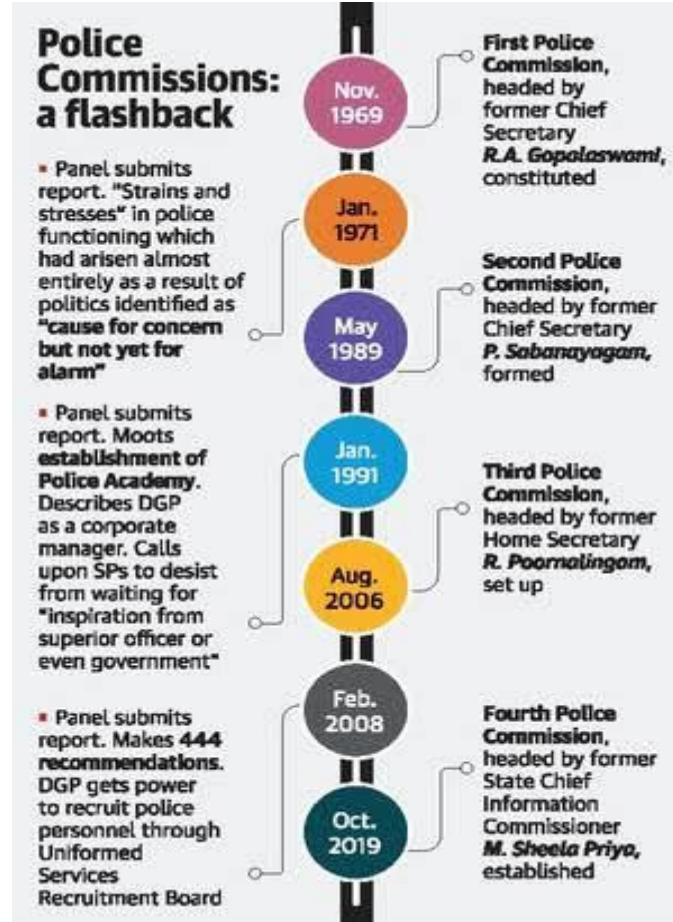 Police
Commissions:
a flashback
Nov.
1969
First Police
Commission,
headed by
former Chief
Secretary
R.A. Gopalaswami,
constituted
▪ Panel submits
report. "Strains and
stresses" in police
functioning which
had arisen almost
entirely as a result of
politics identified as
"cause for concern
but not yet for
alarm"
Jan.
1971
May
1989
Second Police
Commission,
headed by former
Chief Secretary
P. Sabanayagam,
formed
▪ Panel submits
report. Moots
establishment of
Police Academy.
Describes DGP
as a corporate
manager. Calls
upon SPs to desist
from waiting for
"inspiration from
superior officer or
even government"
Jan.
1991
Aug.
2006
Third Police
Commission,
headed by former
Home Secretary
R. Poornalingam,
set up
▪ Panel submits
report. Makes 444
recommendations.
DGP gets power
to recruit police
personnel through
Uniformed
Services
Recruitment Board
Feb.
2008
Oct.
2019
Fourth Police
Commission,
headed by former
State Chief
Information
Commissioner
M. Sheela Priya,
established